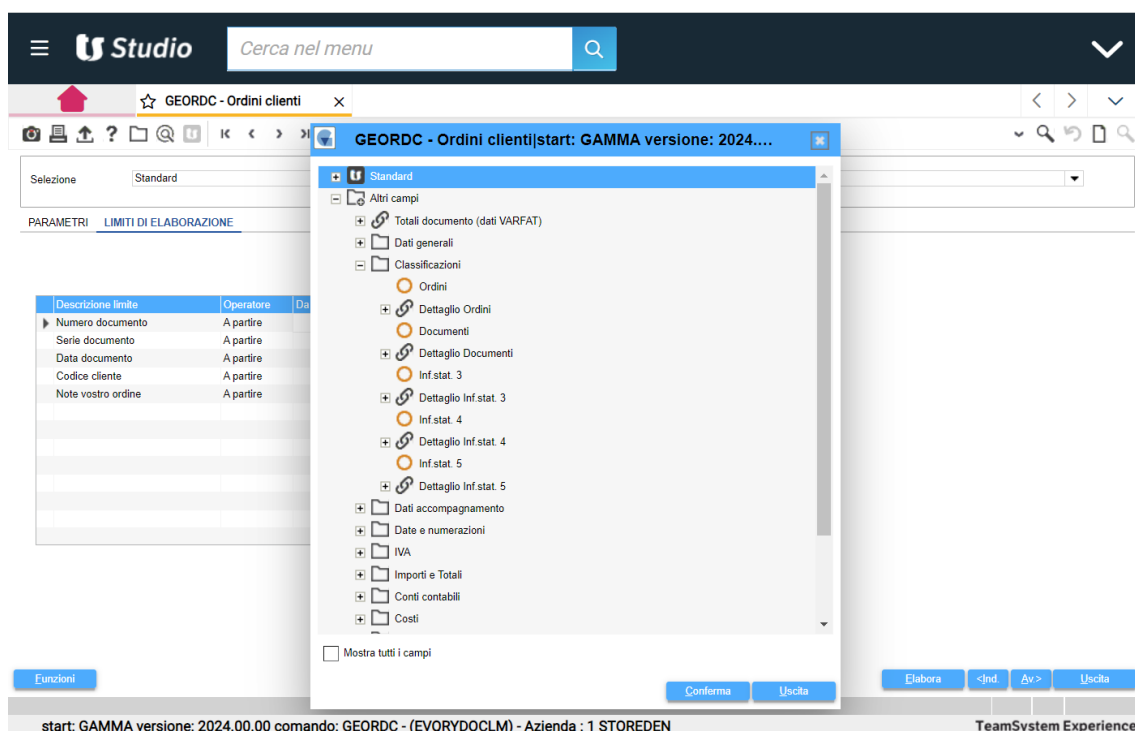 Studio
Cerca nel menu
GEORDC - Ordini clienti
GEORDC - Ordini clienti|start: GAMMA versione: 2024....
Selezione
Standard
PARAMETRI
LIMITI DI ELABORAZIONE
Descrizione limite Operatore Da
Numero documento A partire
Serie documento A partire
Data documento A partire
Codice cliente A partire
Note vostro ordine A partire
Standard
Altri campi
Totali documento (dati VARFAT)
Dati generali
Classificazioni
Ordini
Dettaglio Ordini
Documenti
Dettaglio Documenti
Inf.stat. 3
Dettaglio Inf.stat. 3
Inf.stat. 4
Dettaglio Inf.stat. 4
Inf.stat. 5
Dettaglio Inf.stat. 5
Dati accompagnamento
Date e numerazioni
IVA
Importi e Totali
Conti contabili
Costi
Mostra tutti i campi
Conferma
Uscita
Funzioni
Elabora
<Ind.
Av.>
Uscita
start: GAMMA versione: 2024.00.00 comando: GEORDC - (EVORYDOCLM) - Azienda : 1 STOREDEN
TeamSystem Experience